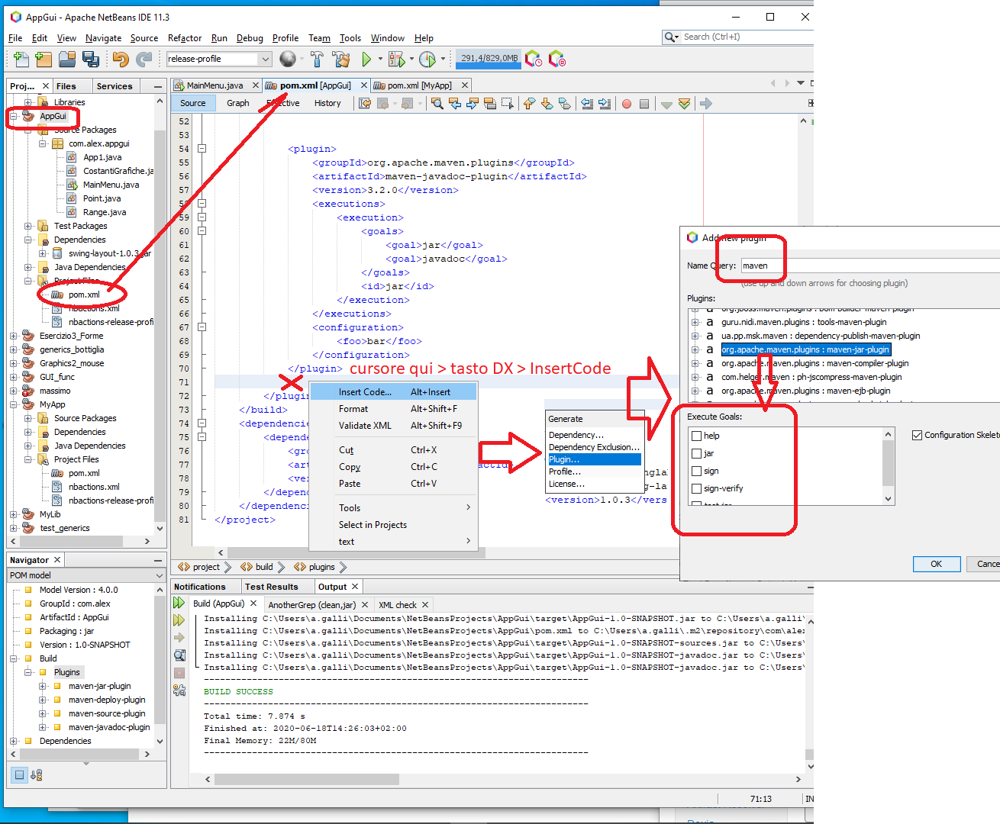 AppGui - Apache NetBeans IDE 11.3
File Edit View Navigate Source Refactor Run Debug Profile Team Tools Window Help
Search (Ctrl+I)
release-profile
291,4/829,0MB
Proj... Files Services
Libraries
AppGui
Source Packages
com.alex.appgui
App1.java
CostantiGrafiche.ja
MainMenu.java
Point.java
Range.java
Test Packages
Dependencies
swing-layout-1.0.3.jar
Java Dependencies
Project Files
pom.xml
nbactions.xml
nbactions-release-profi
Esercizio3_Forme
generics_bottiglia
Graphics2_mouse
GUI_func
massimo
MyApp
Source Packages
Dependencies
Java Dependencies
Project Files
pom.xml
nbactions.xml
nbactions-release-profi
MyLib
test_generics
MainMenu.java pom.xml [AppGui] pom.xml [MyApp]
Source Graph Effective History
52
53
54 <plugin>
55 <groupId>org.apache.maven.plugins</groupId>
56 <artifactId>maven-javadoc-plugin</artifactId>
57 <version>3.2.0</version>
58 <executions>
59 <execution>
60 <goals>
61 <goal>jar</goal>
62 <goal>javadoc</goal>
63 </goals>
64 <id>jar</id>
65 </execution>
66 </executions>
67 <configuration>
68 <foo>bar</foo>
69 </configuration>
70 </plugin>
cursore qui > tasto DX > InsertCode
71
72 </plugin
73 </build>
74 <dependencie
75 <depende
76 <gro
77 <art
78 <ve
79 </depend
80 </dependenci
81 </project>
Insert Code... Alt+Insert
Format Alt+Shift+F
Validate XML Alt+Shift+F9
Cut Ctrl+X
Copy Ctrl+C
Paste Ctrl+V
Tools
Select in Projects
text
Generate
Dependency...
Dependency Exclusion...
Plugin...
Profile...
License...
<version>1.0.3</vers
Add new plugin
Name Query: maven
(use up and down arrows for choosing plugin)
Plugins:
org.jboss.maven.plugins : bom-builder-maven-plugin
guru.nidi.maven.plugins : tools-maven-plugin
ua.pp.msk.maven : dependency-publish-maven-plugin
org.apache.maven.plugins : maven-jar-plugin
org.apache.maven.plugins : maven-compiler-plugin
com.helger.maven : ph-jscompress-maven-plugin
org.apache.maven.plugins : maven-ejb-plugin
Execute Goals:
help
jar
sign
sign-verify
test-jar
Configuration Skelet
OK Cance
project build plugins
Navigator
POM model
Model Version : 4.0.0
GroupId : com.alex
ArtifactId : AppGui
Packaging : jar
Version : 1.0-SNAPSHOT
Build
Plugins
maven-jar-plugin
maven-deploy-plugin
maven-source-plugin
maven-javadoc-plugin
Dependencies
Notifications Test Results Output
Build (AppGui) AnotherGrep (clean,jar) XML check
Installing C:\Users\a.galli\Documents\NetBeansProjects\AppGui\target\AppGui-1.0-SNAPSHOT.jar to C:\Users\a.galli\
Installing C:\Users\a.galli\Documents\NetBeansProjects\AppGui\pom.xml to C:\Users\a.galli\.m2\repository\com\alex
Installing C:\Users\a.galli\Documents\NetBeansProjects\AppGui\target\AppGui-1.0-SNAPSHOT-sources.jar to C:\Users\
Installing C:\Users\a.galli\Documents\NetBeansProjects\AppGui\target\AppGui-1.0-SNAPSHOT-javadoc.jar to C:\Users\
Installing C:\Users\a.galli\Documents\NetBeansProjects\AppGui\target\AppGui-1.0-SNAPSHOT-javadoc.jar to C:\Users\
------------------------------------------------------------------------
BUILD SUCCESS
------------------------------------------------------------------------
Total time: 7.874 s
Finished at: 2020-06-18T14:26:03+02:00
Final Memory: 22M/80M
------------------------------------------------------------------------
71:13 IN